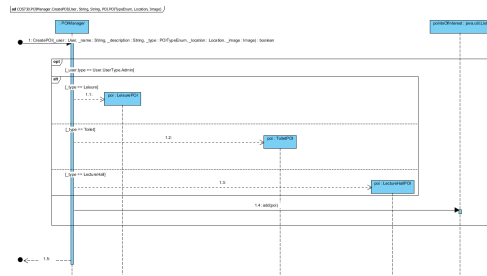 sd COS730.POIManager.CreatePOI(User, String, String, POI.POITypeEnum, Location, Image)
: POIManager
pointsOfInterest : java.util.List
1: CreatePOI(_user : User, _name : String, _description : String, _type : POITypeEnum, _location : Location, _image : Image) : boolean
opt
[_user.type == User.UserType.Admin]
alt
[_type == Leisure]
1.1:
poi : LeisurePOI
[_type == Toilet]
1.2:
poi : ToiletPOI
[_type == LectureHall]
1.3:
poi : LectureHallPOI
1.4: add(poi)
1.5: